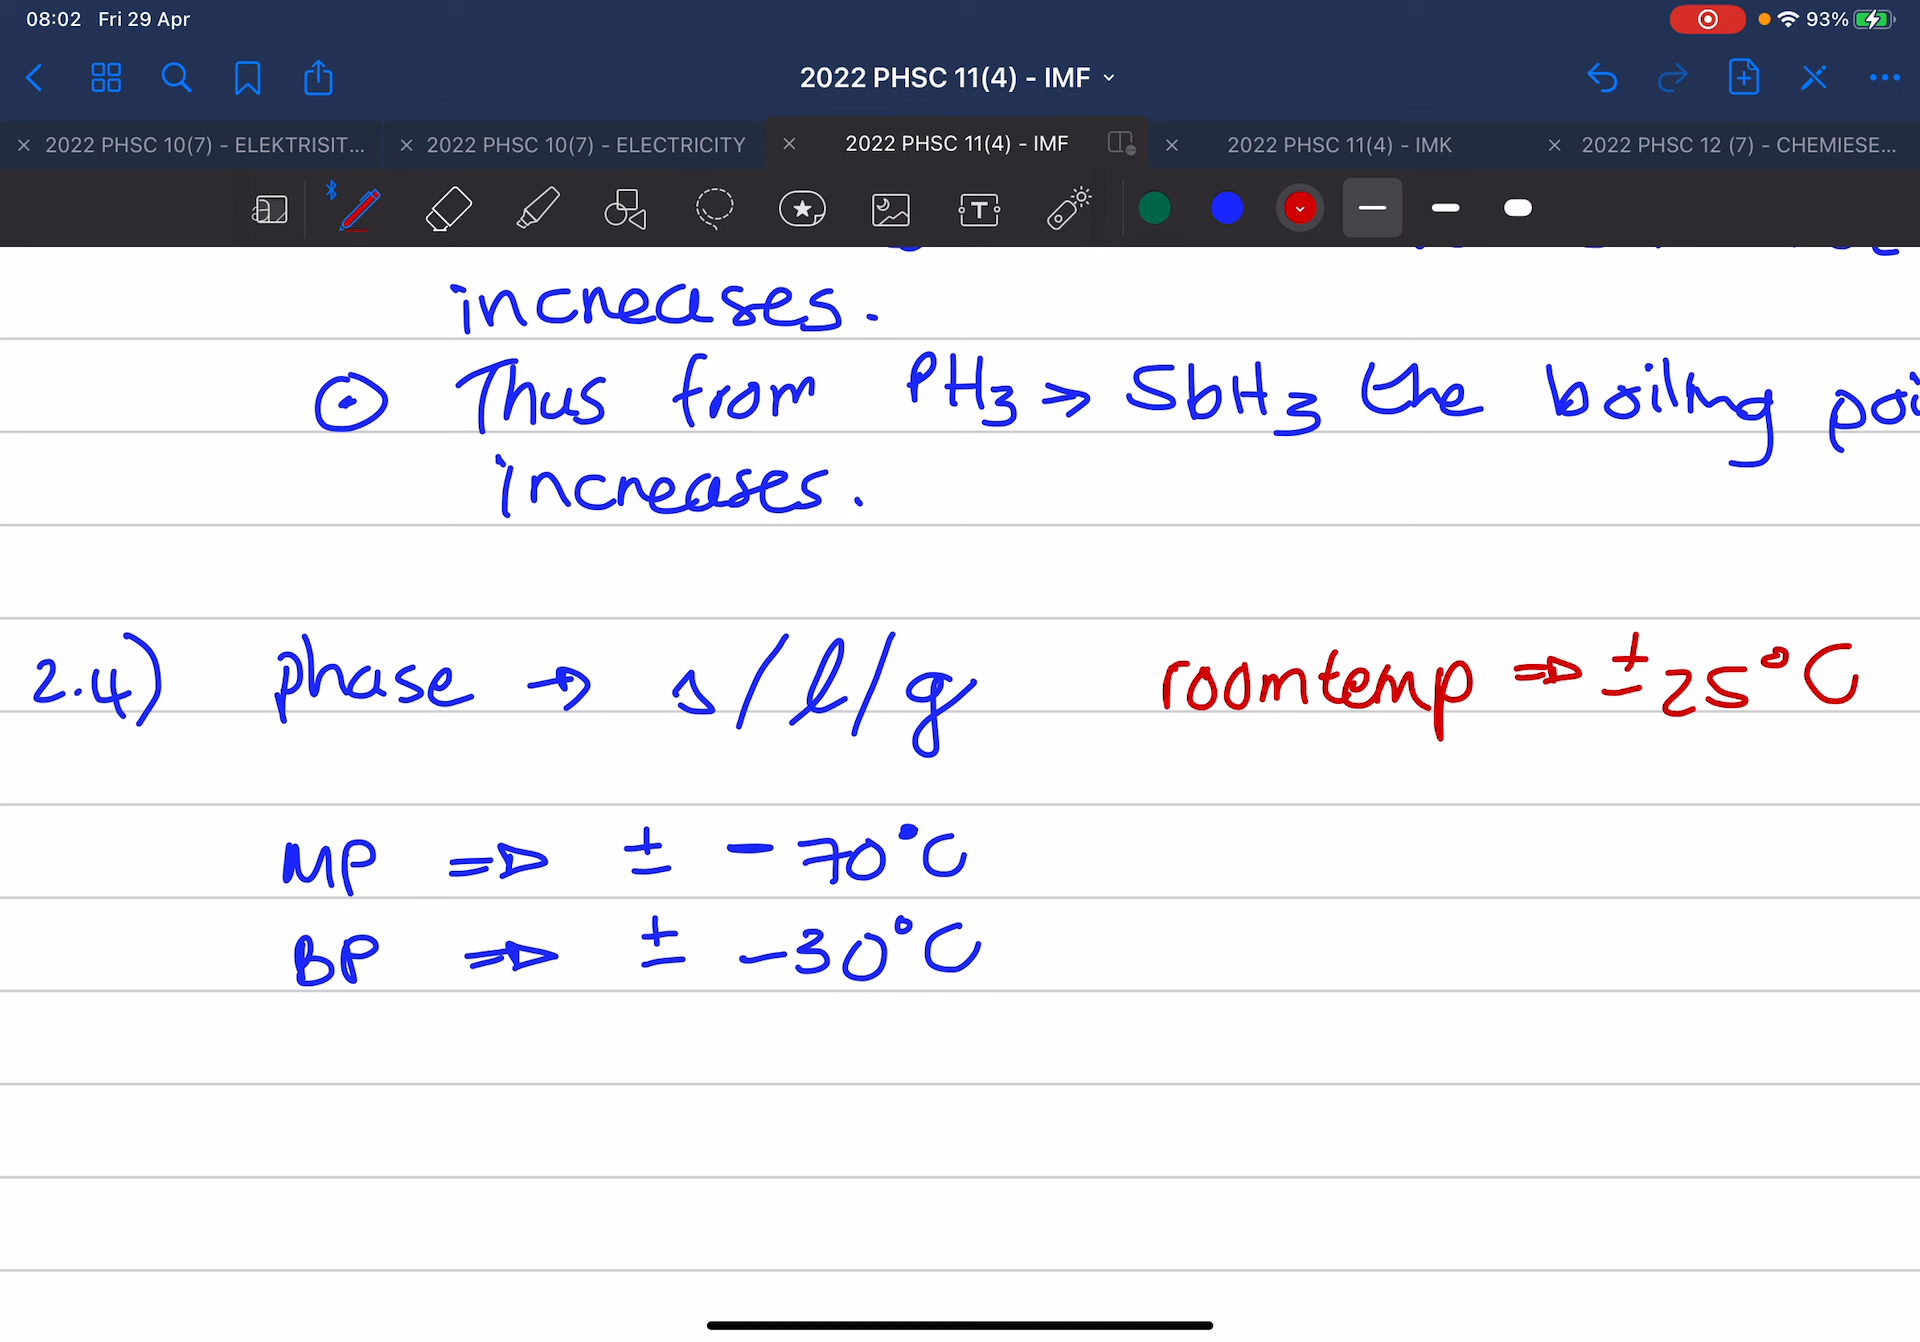 08:02 Fri 29 Apr 93%
2022 PHSC 11(4) - IMF
2022 PHSC 10(7) - ELEKTRISIT... 2022 PHSC 10(7) - ELECTRICITY 2022 PHSC 11(4) - IMF 2022 PHSC 11(4) - IMK 2022 PHSC 12 (7) - CHEMIESE...
T
increases.
⊙ Thus from PH₃ → SbH₃ the boiling poi
increases.
2.4) phase → s/l/g roomtemp ⇒ ±25°C
MP ⇒ ± -70°C
BP ⇒ ± -30°C